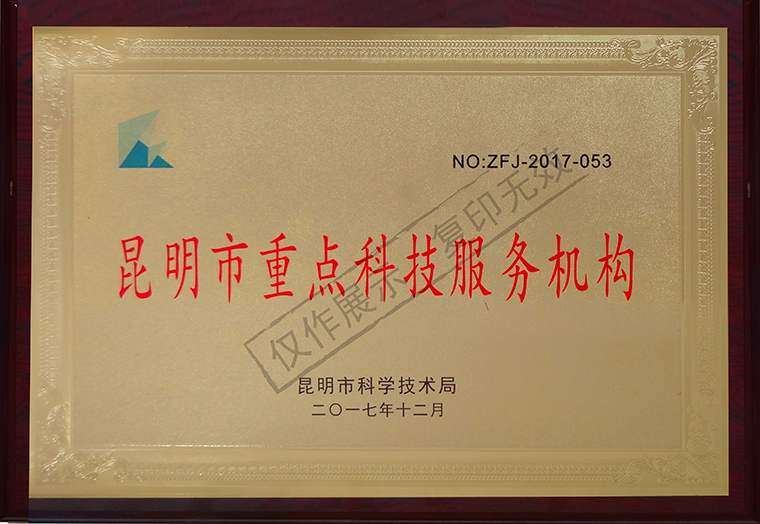 NO:ZFJ-2017-053
昆明市重点科技服务机构
仅作展示 复印无效
昆明市科学技术局
二〇一七年十二月